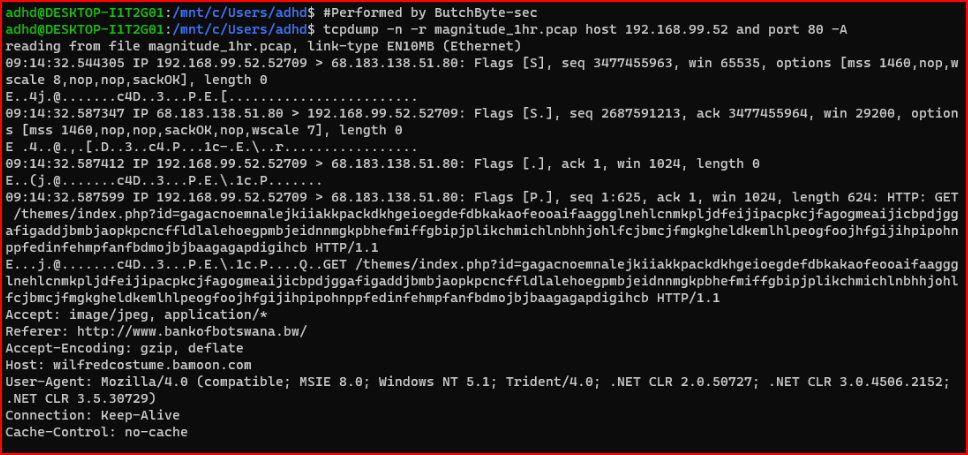 adhd@DESKTOP-I1T2G01:/mnt/c/Users/adhd$ #Performed by ButchByte-sec
adhd@DESKTOP-I1T2G01:/mnt/c/Users/adhd$ tcpdump -n -r magnitude_1hr.pcap host 192.168.99.52 and port 80 -A
reading from file magnitude_1hr.pcap, link-type EN10MB (Ethernet)
09:14:32.544305 IP 192.168.99.52.52709 > 68.183.138.51.80: Flags [S], seq 3477455963, win 65535, options [mss 1460,nop,w
scale 8,nop,nop,sackOK], length 0
E..4j.@.......c4D..3...P.E.[........................
09:14:32.587347 IP 68.183.138.51.80 > 192.168.99.52.52709: Flags [S.], seq 2687591213, ack 3477455964, win 29200, option
s [mss 1460,nop,nop,sackOK,nop,wscale 7], length 0
E .4..@.,.[.D..3..c4.P...1c-.E.\..r.................
09:14:32.587412 IP 192.168.99.52.52709 > 68.183.138.51.80: Flags [.], ack 1, win 1024, length 0
E..(j.@.......c4D..3...P.E.\.1c.P.......
09:14:32.587599 IP 192.168.99.52.52709 > 68.183.138.51.80: Flags [P.], seq 1:625, ack 1, win 1024, length 624: HTTP: GET
 /themes/index.php?id=gagacnoemnalejkiiakkpackdkhgeioegdefdbkakaofeooaifaaggglnehlcnmkpljdfeijipacpkcjfagogmeaijicbpdjgg
afigaddjbmbjaopkpcncffldlalehoegpmbjeidnnmgkpbhefmiffgbipjplikchmichlnbhhjohlfcjbmcjfmgkgheldkemlhlpeogfoojhfgijihpipohn
ppfedinfehmpfanfbdmojbjbaagagapdigihcb HTTP/1.1
E...j.@.......c4D..3...P.E.\.1c.P....Q..GET /themes/index.php?id=gagacnoemnalejkiiakkpackdkhgeioegdefdbkakaofeooaifaaggg
lnehlcnmkpljdfeijipacpkcjfagogmeaijicbpdjggafigaddjbmbjaopkpcncffldlalehoegpmbjeidnnmgkpbhefmiffgbipjplikchmichlnbhhjohl
fcjbmcjfmgkgheldkemlhlpeogfoojhfgijihpipohnppfedinfehmpfanfbdmojbjbaagagapdigihcb HTTP/1.1
Accept: image/jpeg, application/*
Referer: http://www.bankofbotswana.bw/
Accept-Encoding: gzip, deflate
Host: wilfredcostume.bamoon.com
User-Agent: Mozilla/4.0 (compatible; MSIE 8.0; Windows NT 5.1; Trident/4.0; .NET CLR 2.0.50727; .NET CLR 3.0.4506.2152;
.NET CLR 3.5.30729)
Connection: Keep-Alive
Cache-Control: no-cache